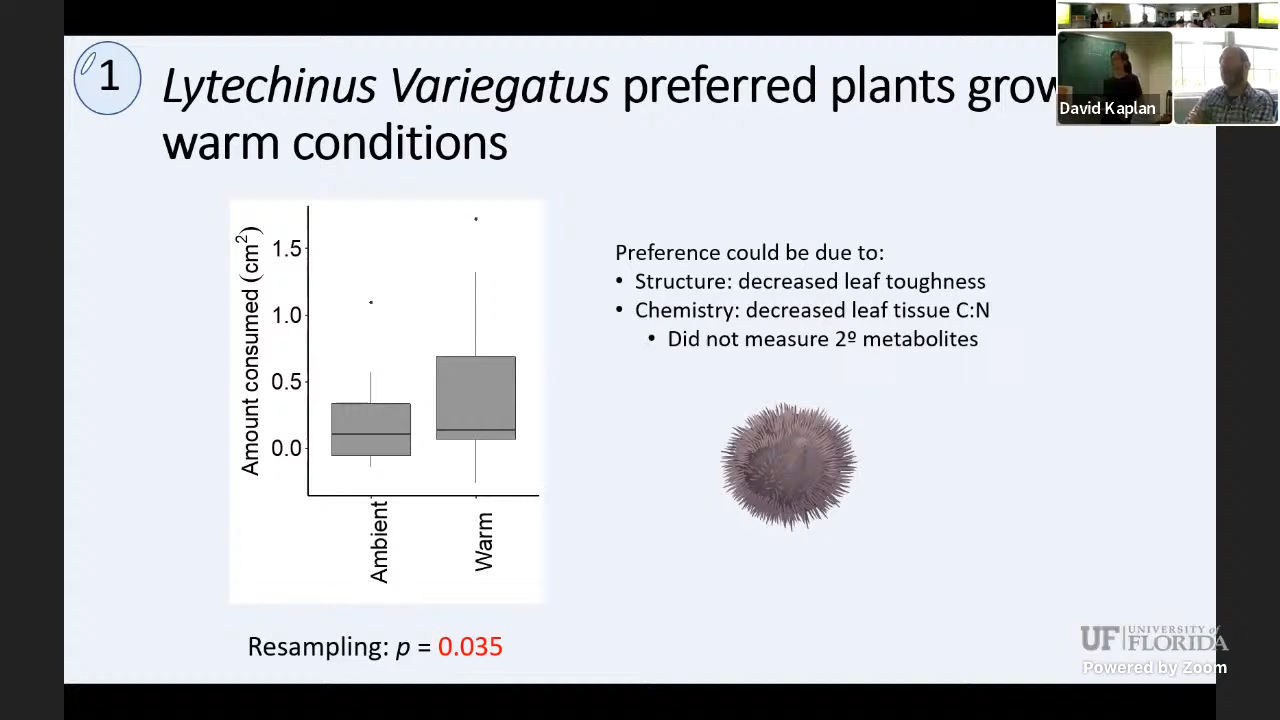 1
Lytechinus Variegatus preferred plants grow
warm conditions
David Kaplan
Amount consumed (cm²)
1.5
1.0
0.5
0.0
Ambient
Warm
Preference could be due to:
• Structure: decreased leaf toughness
• Chemistry: decreased leaf tissue C:N
• Did not measure 2º metabolites
Resampling: p = 0.035
UF UNIVERSITY of
FLORIDA
Powered by Zoom